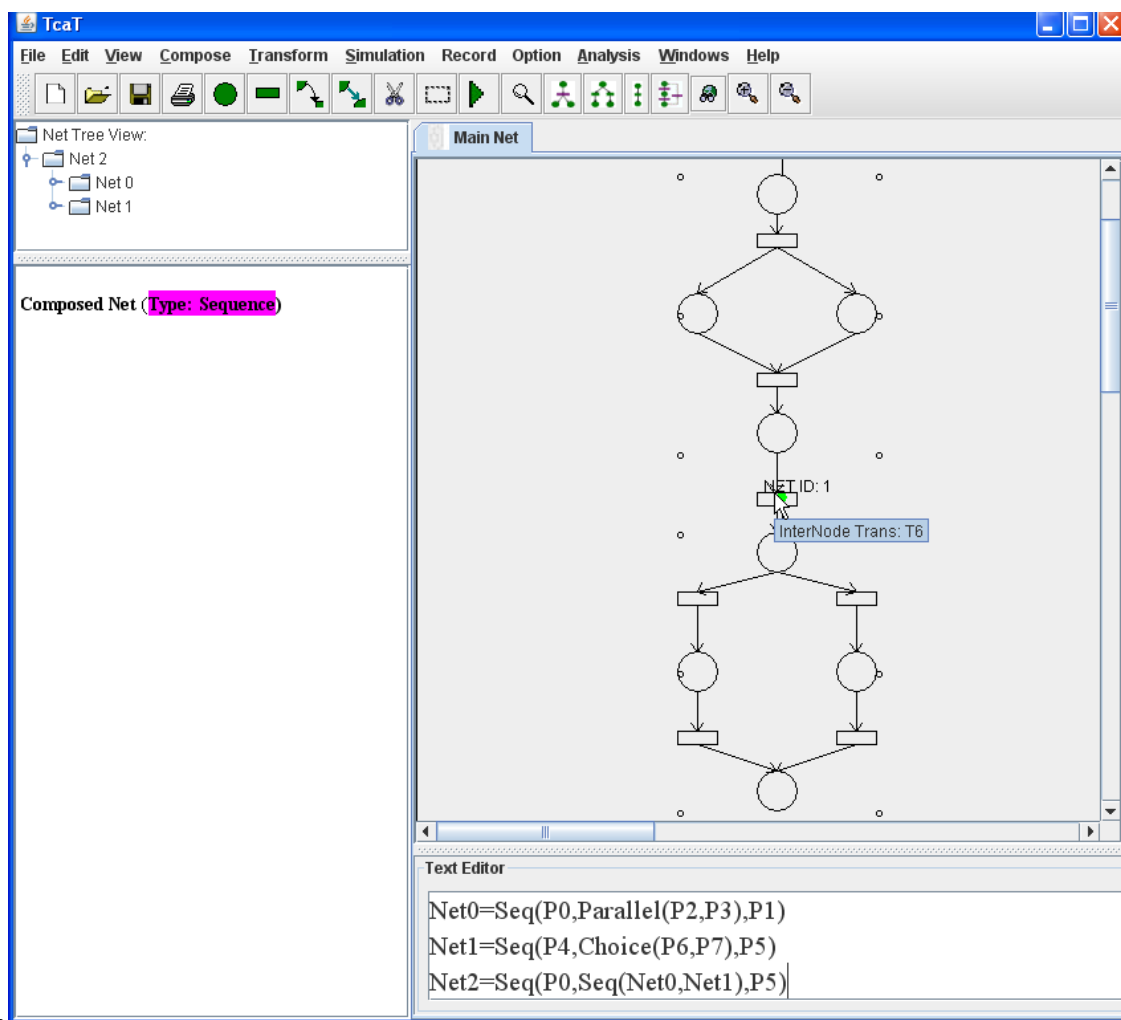 TcaT
File Edit View Compose Transform Simulation Record Option Analysis Windows Help
Net Tree View:
Net 2
Net 0
Net 1
Composed Net (Type: Sequence)
Main Net
NET ID: 1
InterNode Trans: T6
Text Editor
Net0=Seq(P0,Parallel(P2,P3),P1)
Net1=Seq(P4,Choice(P6,P7),P5)
Net2=Seq(P0,Seq(Net0,Net1),P5)